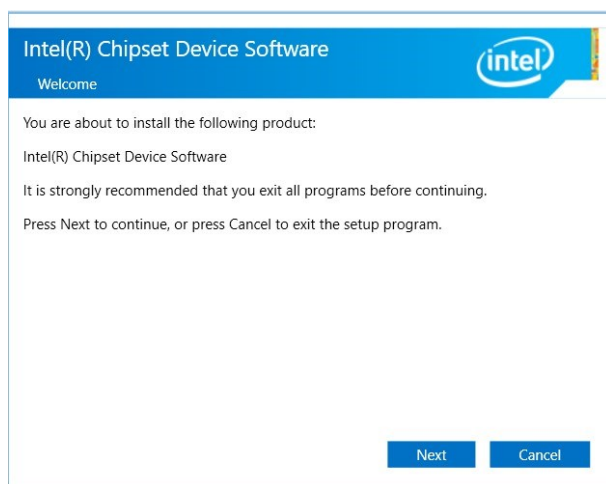 Intel(R) Chipset Device Software
intel
Welcome
You are about to install the following product:
Intel(R) Chipset Device Software
It is strongly recommended that you exit all programs before continuing.
Press Next to continue, or press Cancel to exit the setup program.
Next
Cancel